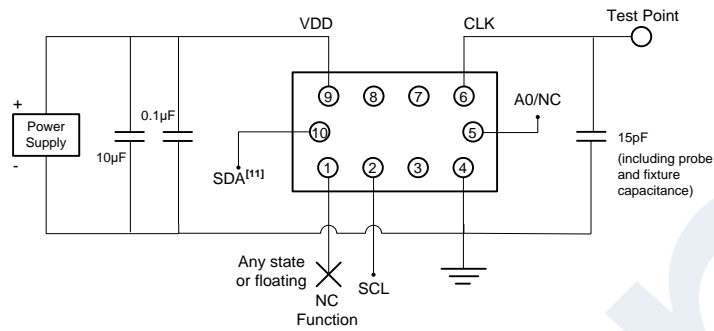 Test Point
VDD
CLK
9
8
7
6
A0/NC
+
Power
Supply
-
10µF
0.1µF
10
5
15pF
(including probe
and fixture
capacitance)
SDA[11]
1
2
3
4
Any state
or floating
NC
Function
SCL